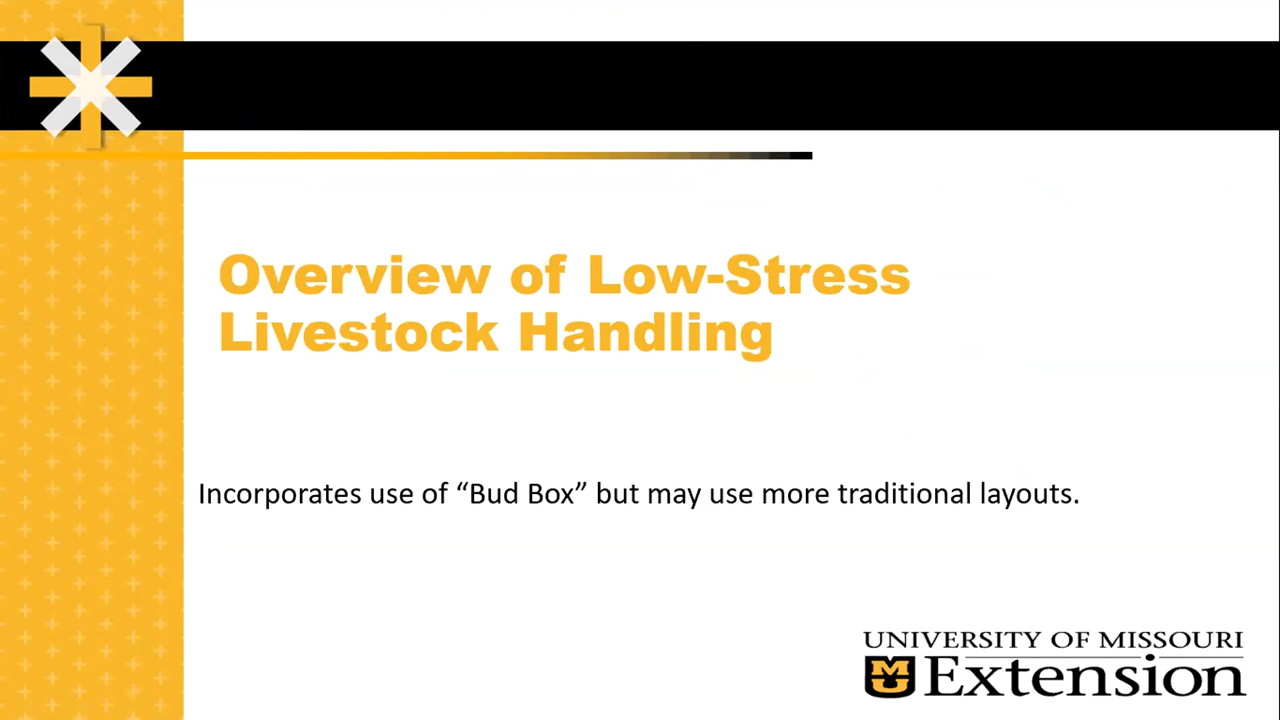 Overview of Low-Stress
Livestock Handling
Incorporates use of “Bud Box” but may use more traditional layouts.
UNIVERSITY OF MISSOURI
Extension